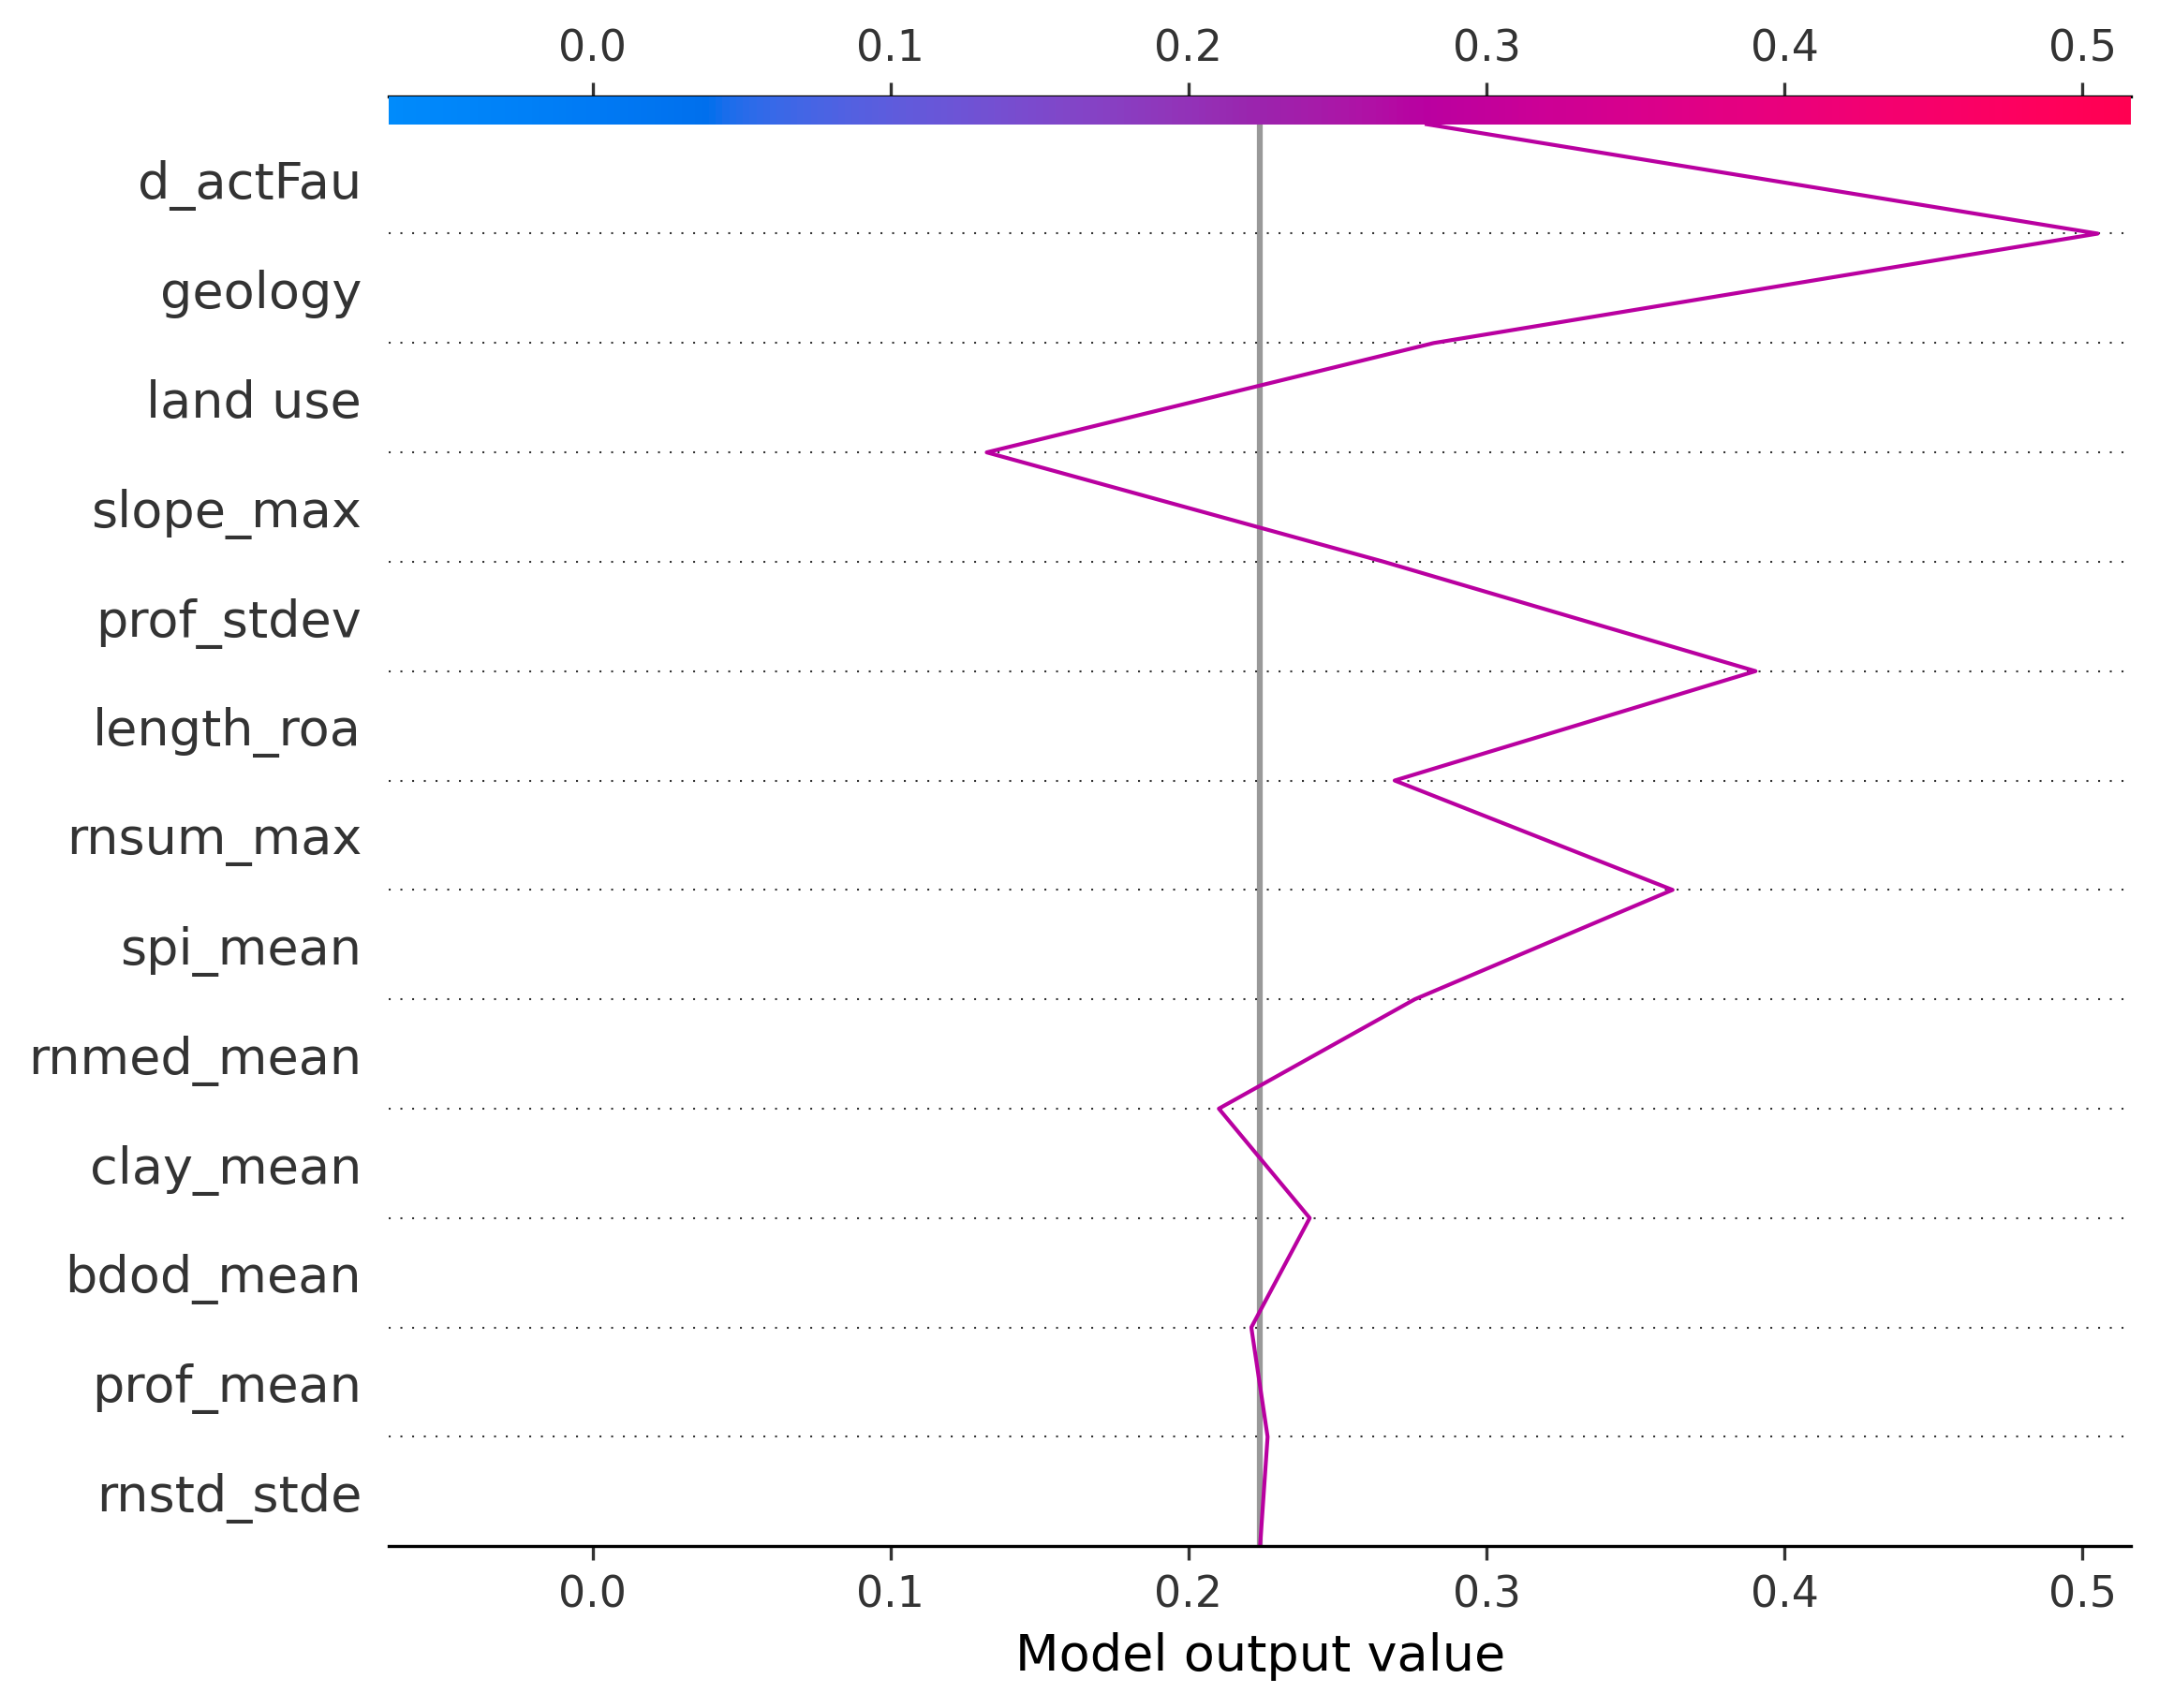 0.0 0.1 0.2 0.3 0.4 0.5
d_actFau
geology
land use
slope_max
prof_stdev
length_roa
rnsum_max
spi_mean
rnmed_mean
clay_mean
bdod_mean
prof_mean
rnstd_stde
0.0 0.1 0.2 0.3 0.4 0.5
Model output value